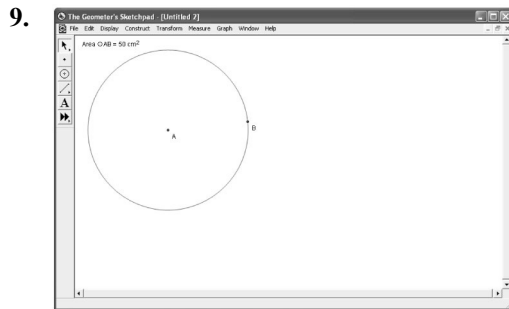 9.
The Geometer's Sketchpad - [Untitled 7]
File Edit Display Construct Transform Measure Graph Window Help
Area ⊙AB = 50 cm²
A
B
A